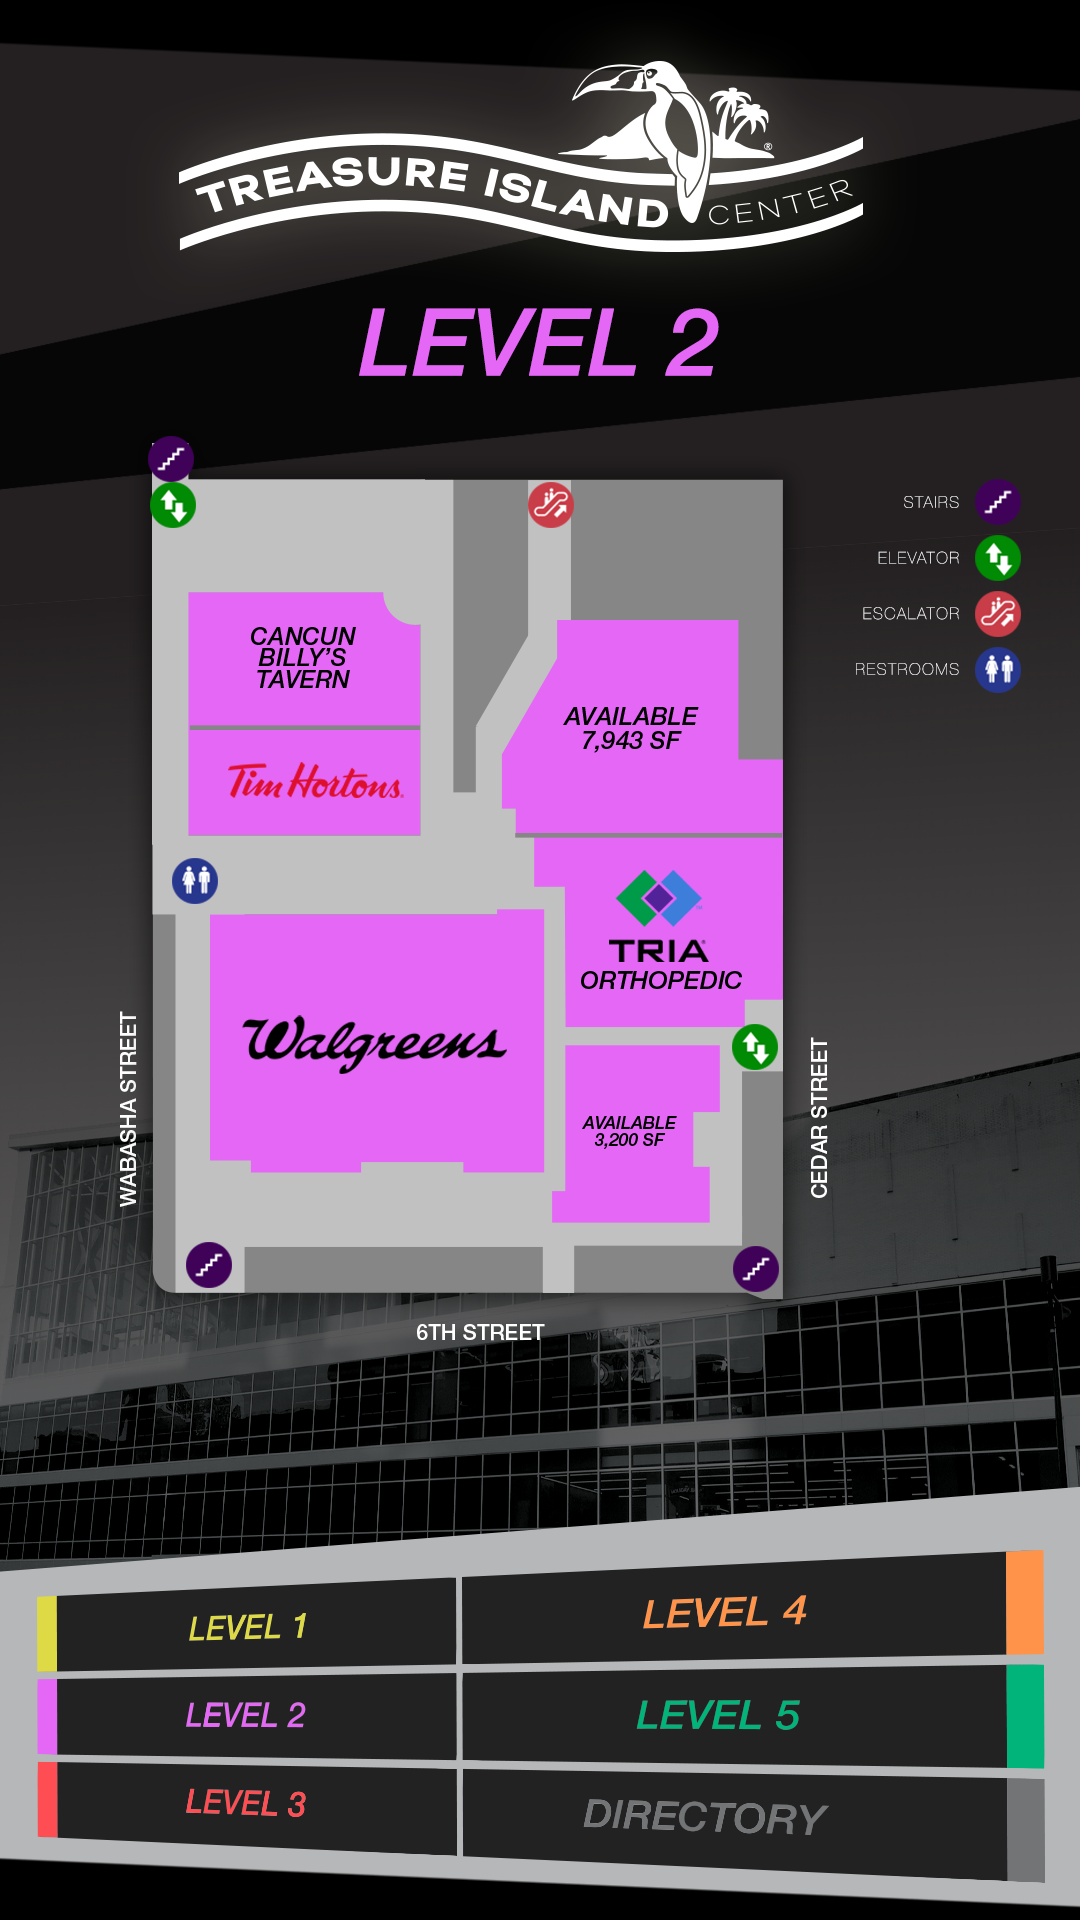 TREASURE ISLAND CENTER
®
LEVEL 2
STAIRS
ELEVATOR
ESCALATOR
RESTROOMS
CANCUN
BILLY'S
TAVERN
Tim Hortons
AVAILABLE
7,943 SF
TRIA
ORTHOPEDIC
Walgreens
AVAILABLE
3,200 SF
WABASHA STREET
CEDAR STREET
6TH STREET
LEVEL 1
LEVEL 4
LEVEL 2
LEVEL 5
LEVEL 3
DIRECTORY